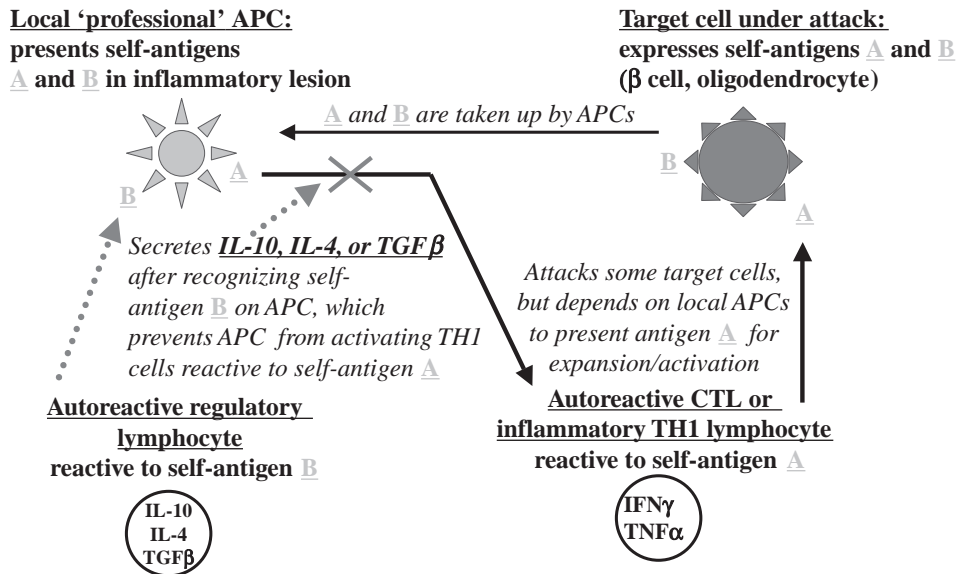 Local ‘professional’ APC:
presents self-antigens
A and B in inflammatory lesion
Target cell under attack:
expresses self-antigens A and B
(β cell, oligodendrocyte)
A and B are taken up by APCs
B
A
B
A
Secretes IL-10, IL-4, or TGFβ
after recognizing self-
antigen B on APC, which
prevents APC from activating TH1
cells reactive to self-antigen A
Attacks some target cells,
but depends on local APCs
to present antigen A for
expansion/activation
Autoreactive regulatory
lymphocyte
reactive to self-antigen B
Autoreactive CTL or
inflammatory TH1 lymphocyte
reactive to self-antigen A
IL-10
IL-4
TGFβ
IFNγ
TNFα